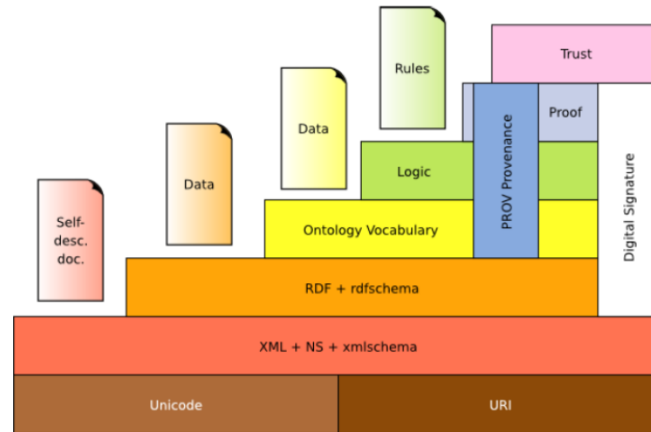 Rules
Trust
Data
Proof
Data
Logic
PROV Provenance
Digital Signature
Self-
desc.
doc.
Ontology Vocabulary
RDF + rdfschema
XML + NS + xmlschema
Unicode
URI